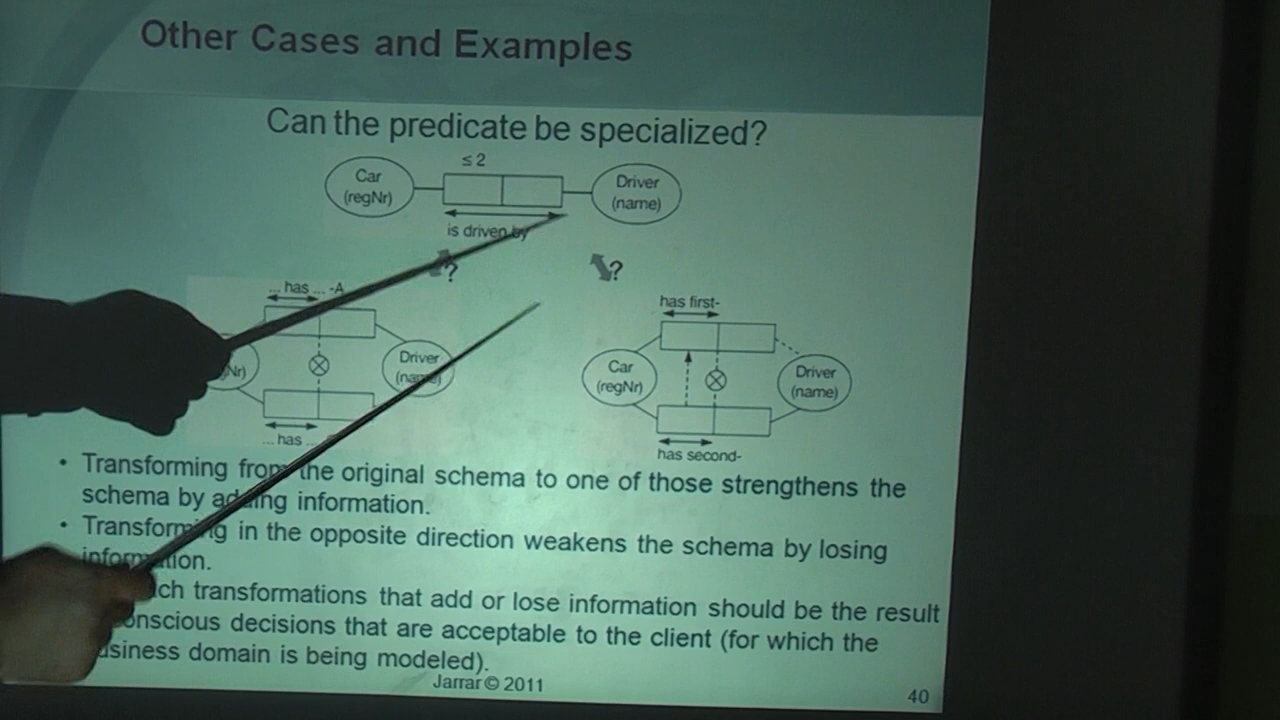 Other Cases and Examples
Can the predicate be specialized?
≤ 2
Car
(regNr)
Driver
(name)
is driven by
?
?
... has ... -A
Nr)
Driver
(name)
... has ...
has first-
Car
(regNr)
Driver
(name)
has second-
• Transforming from the original schema to one of those strengthens the
schema by adding information.
• Transforming in the opposite direction weakens the schema by losing
information.
ch transformations that add or lose information should be the result
onscious decisions that are acceptable to the client (for which the
usiness domain is being modeled).
Jarrar © 2011
40